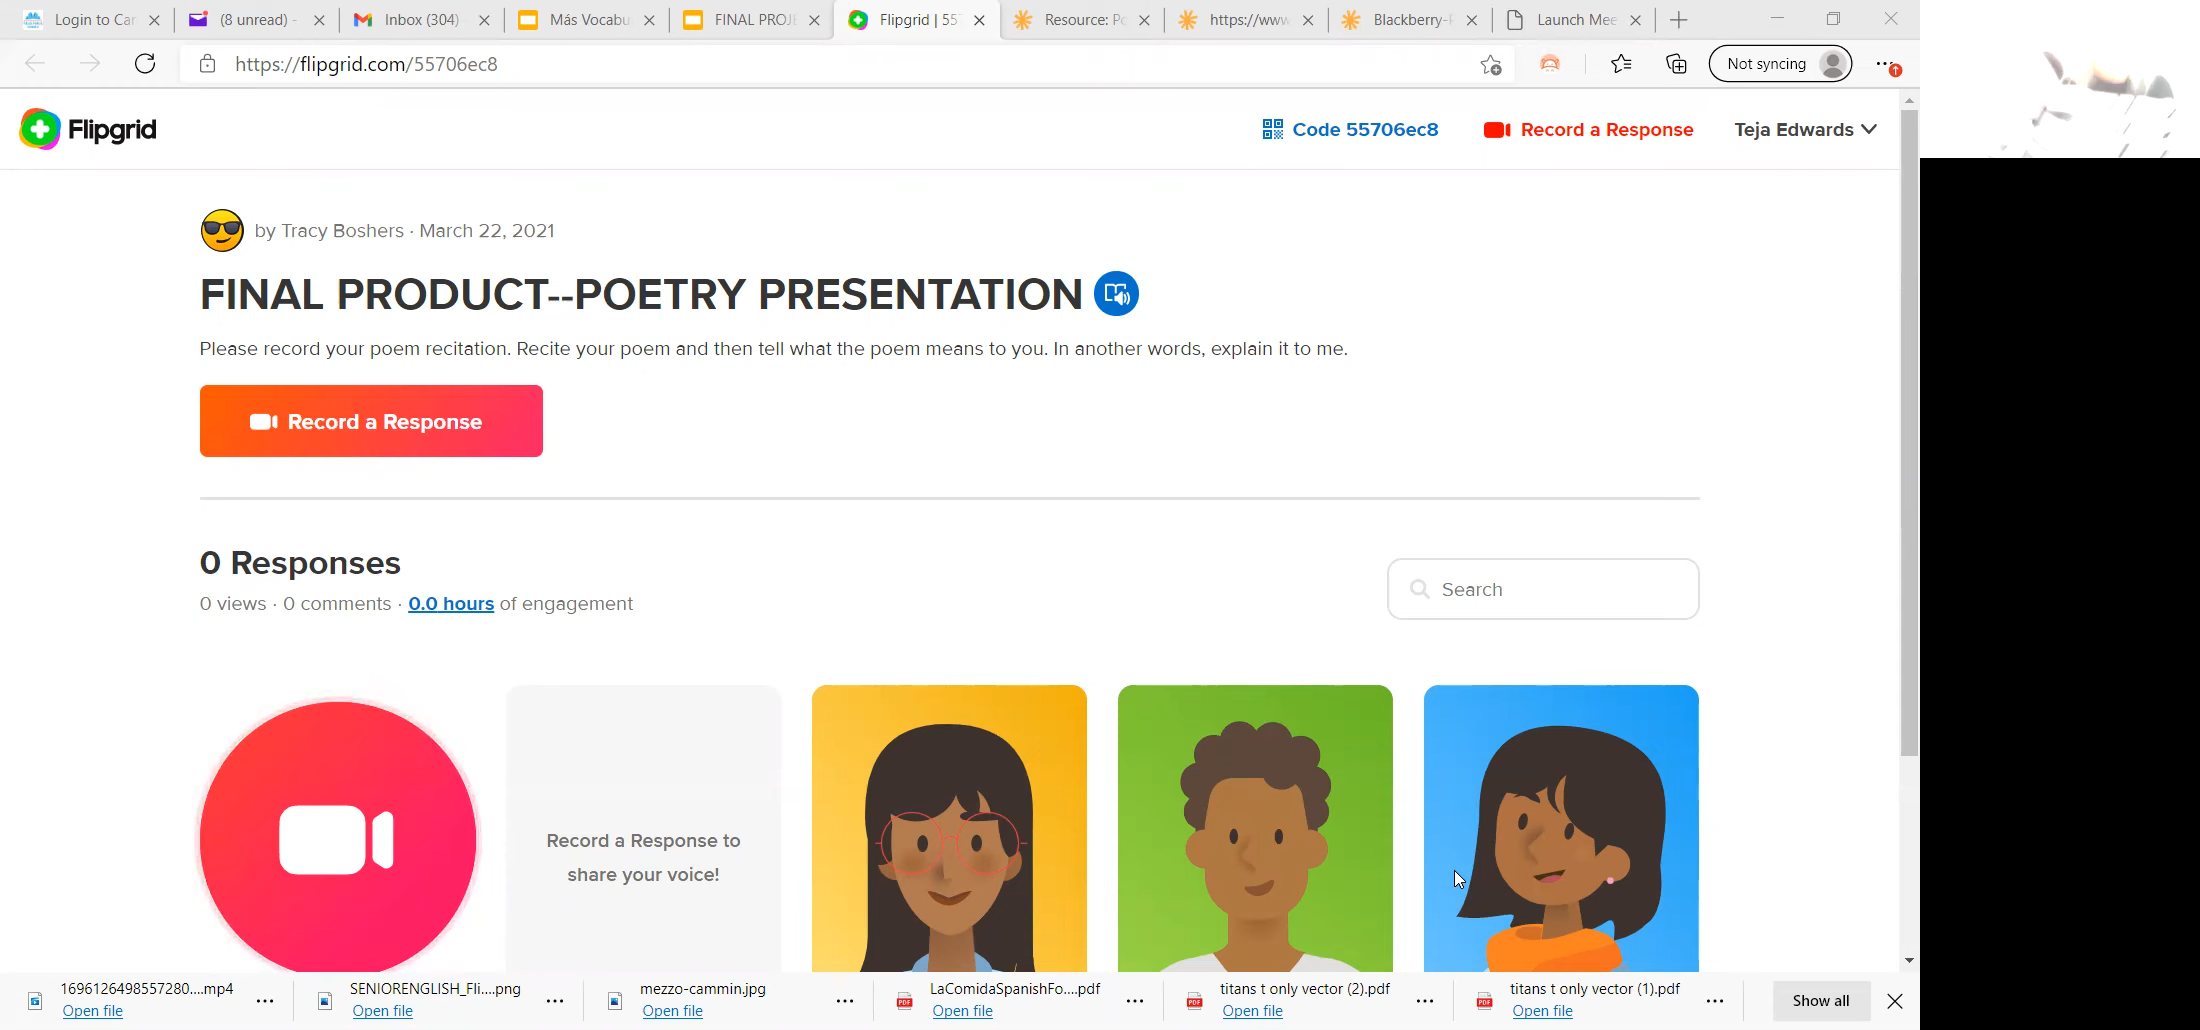 Login to Car
(8 unread) -
Inbox (304)
Más Vocabu
FINAL PROJE
Flipgrid | 557
Resource: Po
https://www
Blackberry-
Launch Mee
https://flipgrid.com/55706ec8
Not syncing
Flipgrid
Code 55706ec8
Record a Response
Teja Edwards
by Tracy Boshers · March 22, 2021
FINAL PRODUCT--POETRY PRESENTATION
Please record your poem recitation. Recite your poem and then tell what the poem means to you. In another words, explain it to me.
Record a Response
0 Responses
0 views · 0 comments · 0.0 hours of engagement
Search
Record a Response to
share your voice!
1696126498557280....mp4
Open file
SENIORENGLISH_Fli....png
Open file
mezzo-cammin.jpg
Open file
LaComidaSpanishFo....pdf
Open file
titans t only vector (2).pdf
Open file
titans t only vector (1).pdf
Open file
Show all